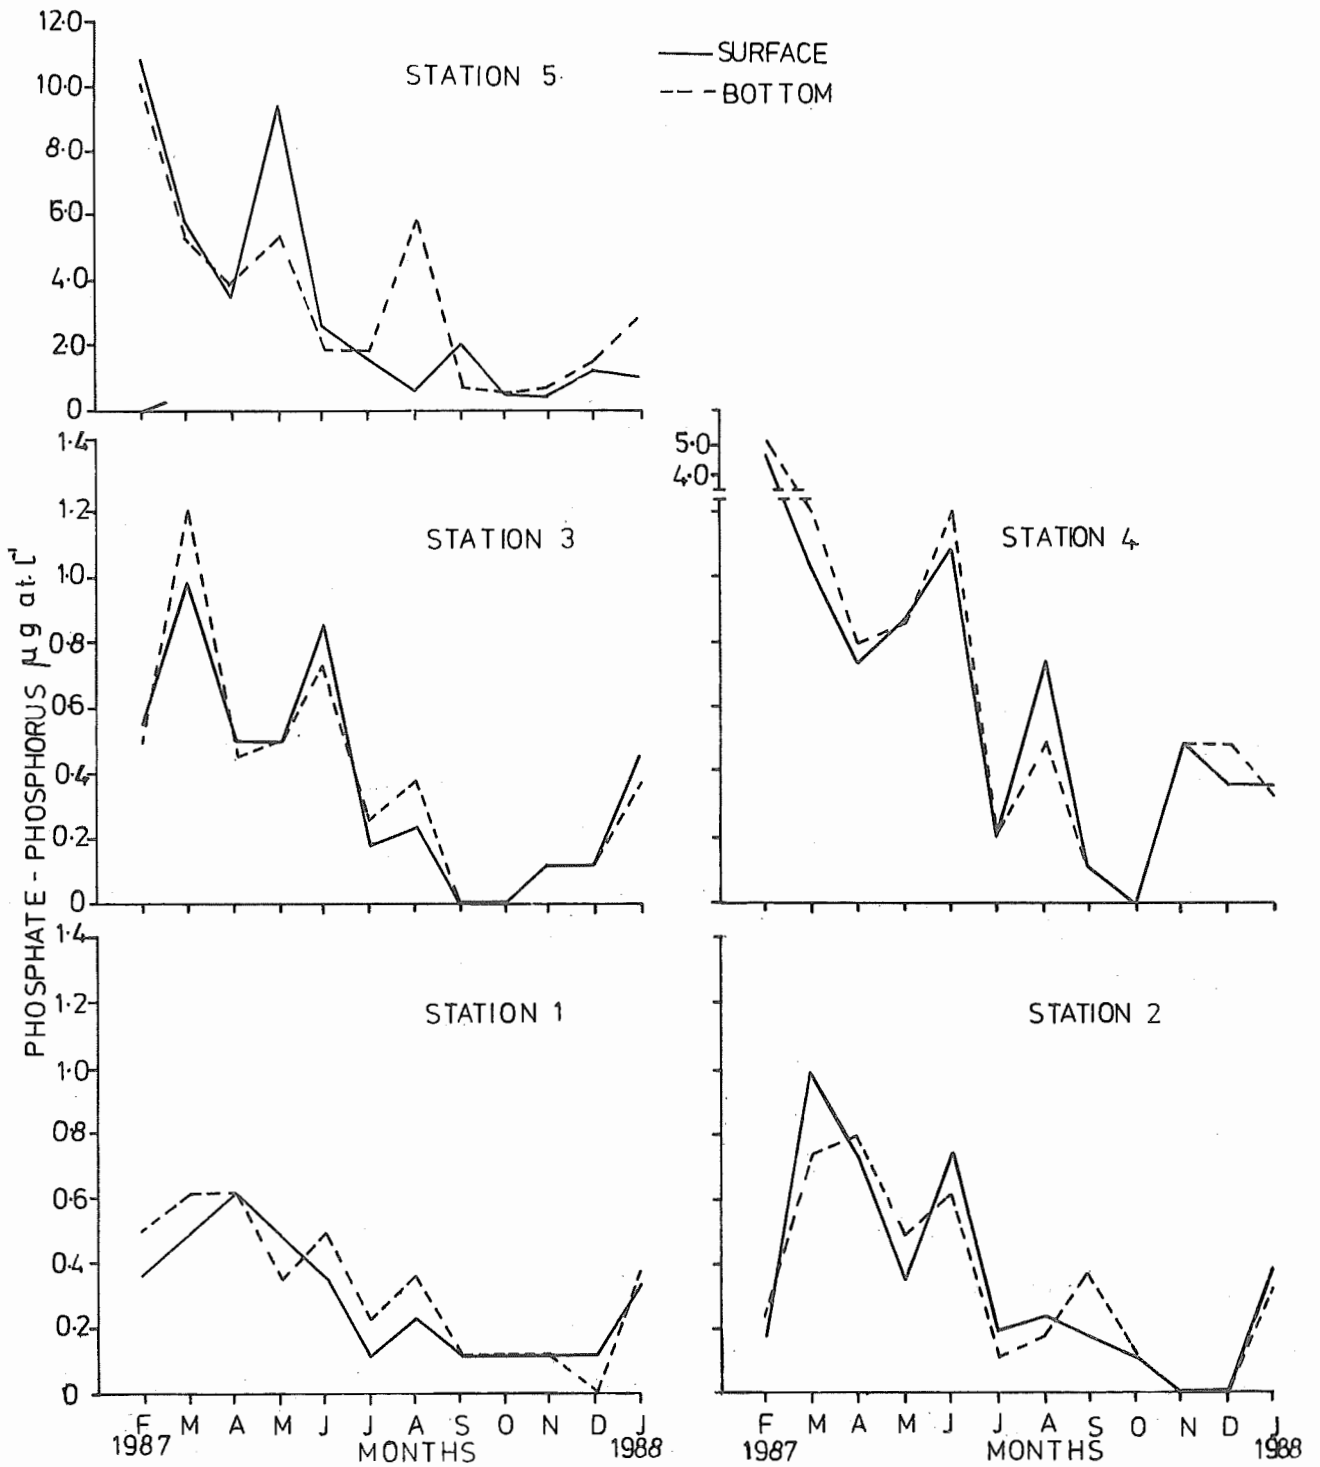 12.0
10.0
8.0
6.0
4.0
2.0
0
STATION 5
SURFACE
BOTTOM
1.4
1.2
1.0
0.8
0.6
0.4
0.2
0
STATION 3
5.0
4.0
STATION 4
PHOSPHATE - PHOSPHORUS µg at. L⁻¹
1.4
1.2
1.0
0.8
0.6
0.4
0.2
0
STATION 1
STATION 2
F M A M J J A S O N D J
1987 MONTHS 1988
F M A M J J A S O N D J
1987 MONTHS 1988